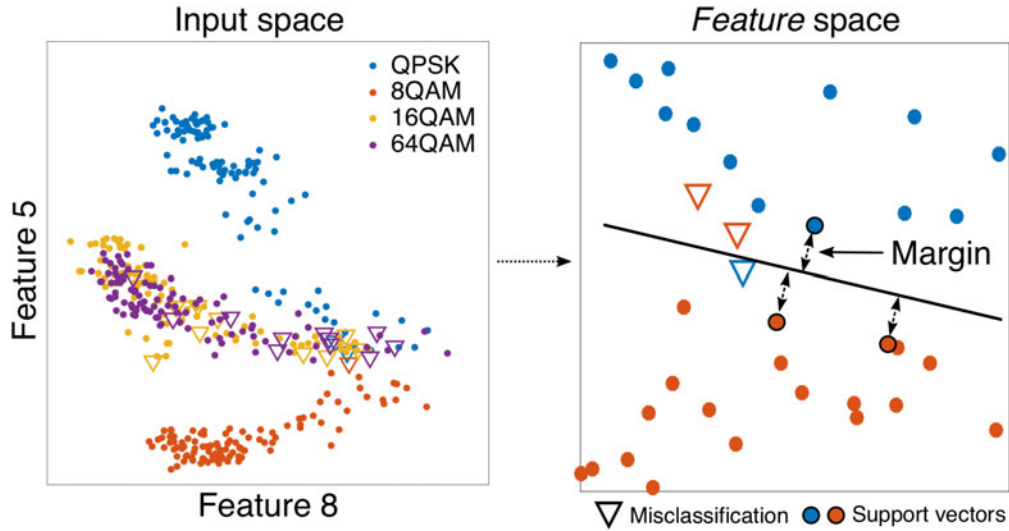 Input space
Feature space
QPSK
8QAM
16QAM
64QAM
Feature 5
Margin
Feature 8
Misclassification
Support vectors